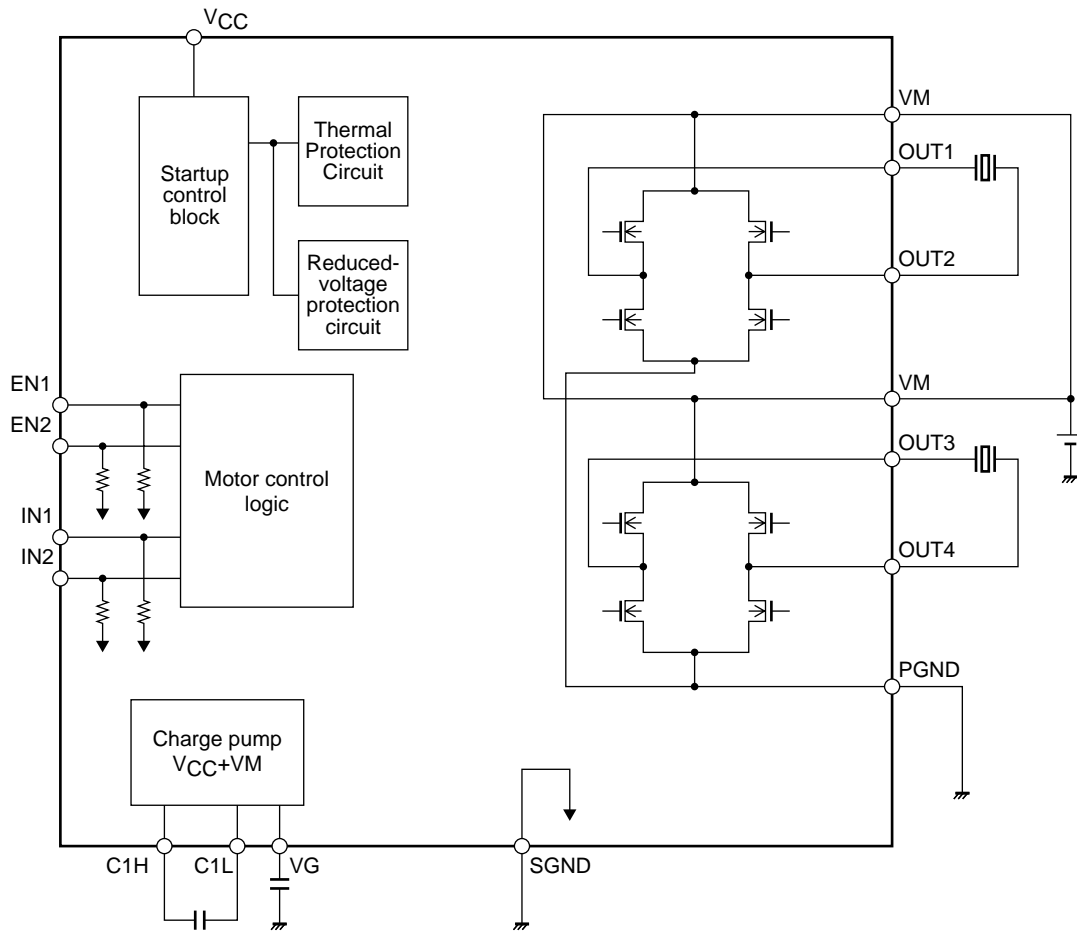 VCC
VM
OUT1
OUT2
VM
OUT3
OUT4
PGND
Startup
control
block
Thermal
Protection
Circuit
Reduced-
voltage
protection
circuit
EN1
EN2
IN1
IN2
Motor control
logic
Charge pump
VCC+VM
C1H
C1L
VG
SGND